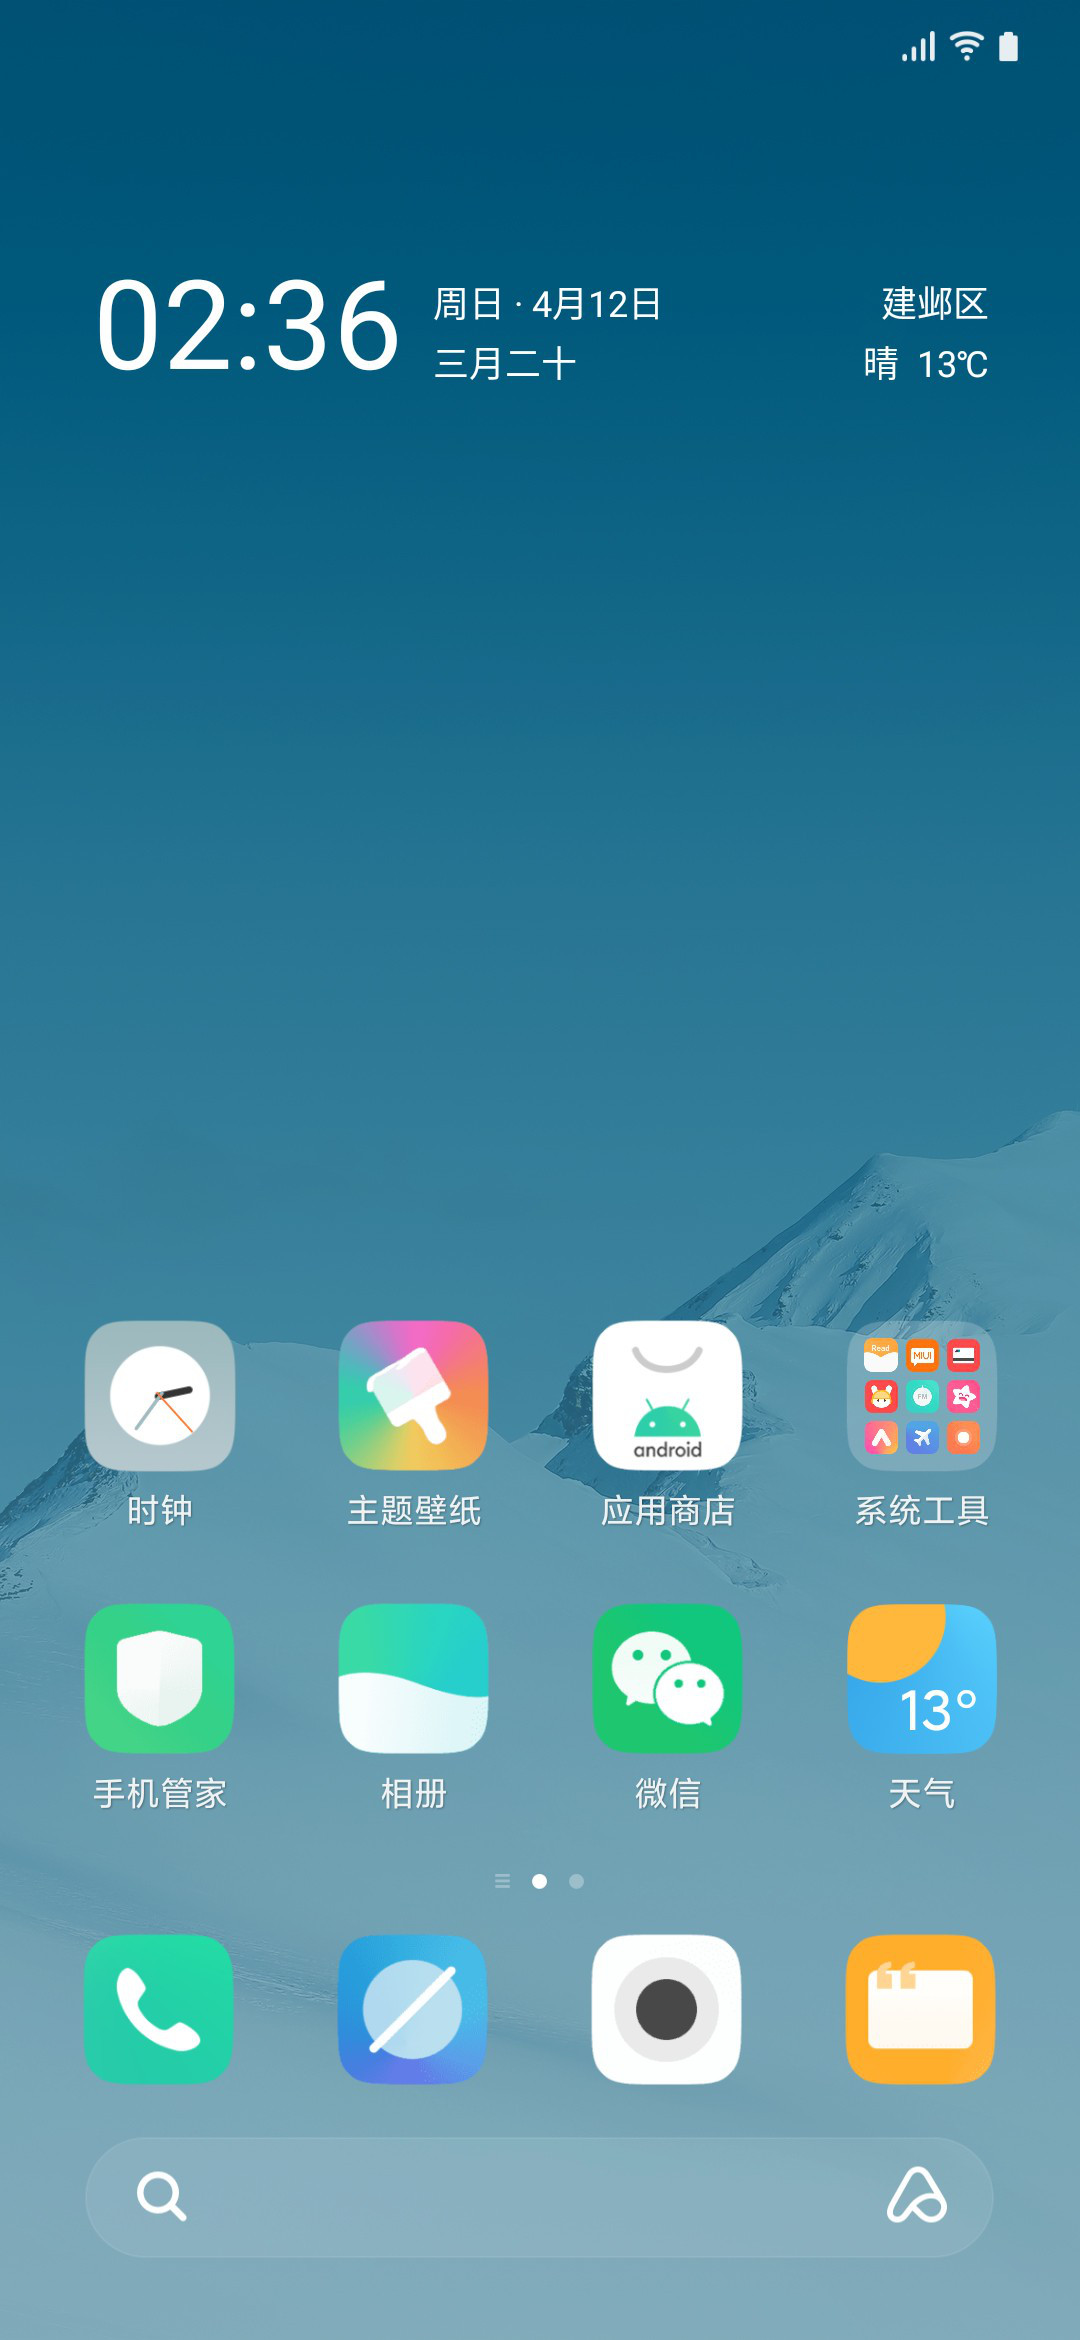 02:36
周日 · 4月12日
三月二十
建邺区
晴 13℃
android
Read
MIUI
FM
时钟
主题壁纸
应用商店
系统工具
13°
手机管家
相册
微信
天气